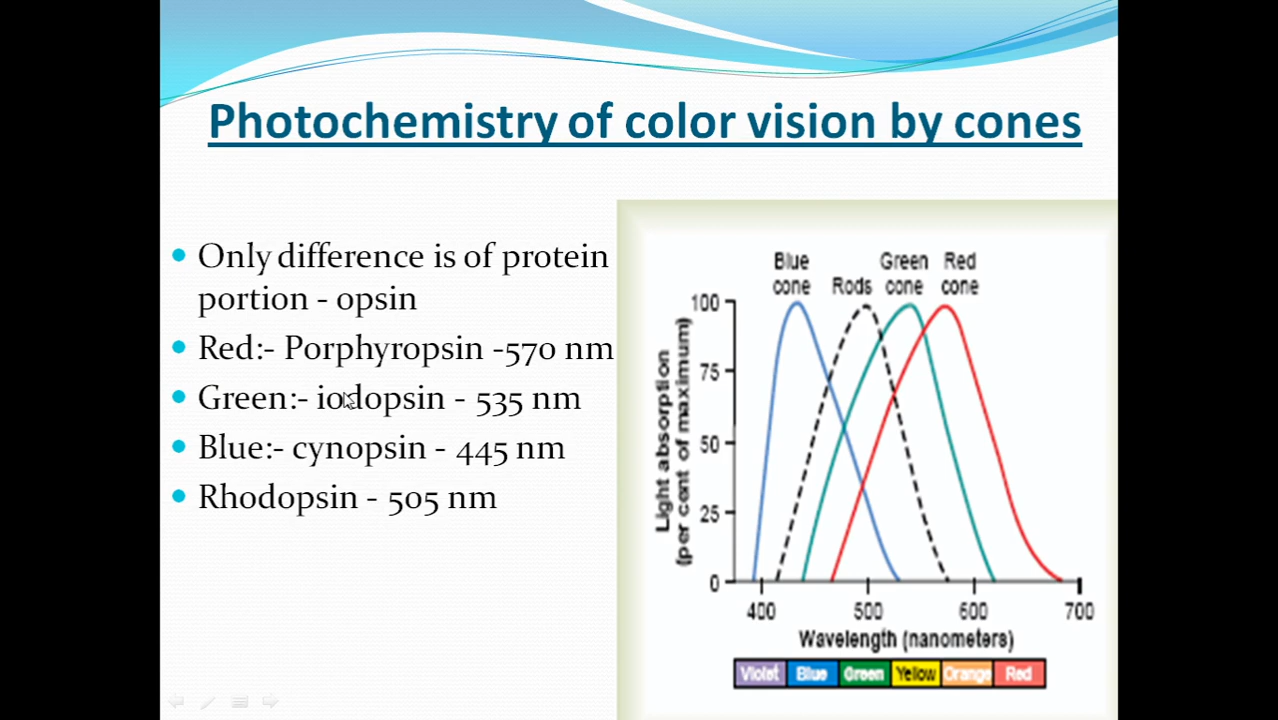 Photochemistry of color vision by cones
• Only difference is of protein
portion - opsin
• Red:- Porphyropsin -570 nm
• Green:- iodopsin - 535 nm
• Blue:- cynopsin - 445 nm
• Rhodopsin - 505 nm
Blue cone
Rods
Green cone
Red cone
Light absorption
(per cent of maximum)
100
75
50
25
0
400 500 600 700
Wavelength (nanometers)
Violet Blue Green Yellow Orange Red